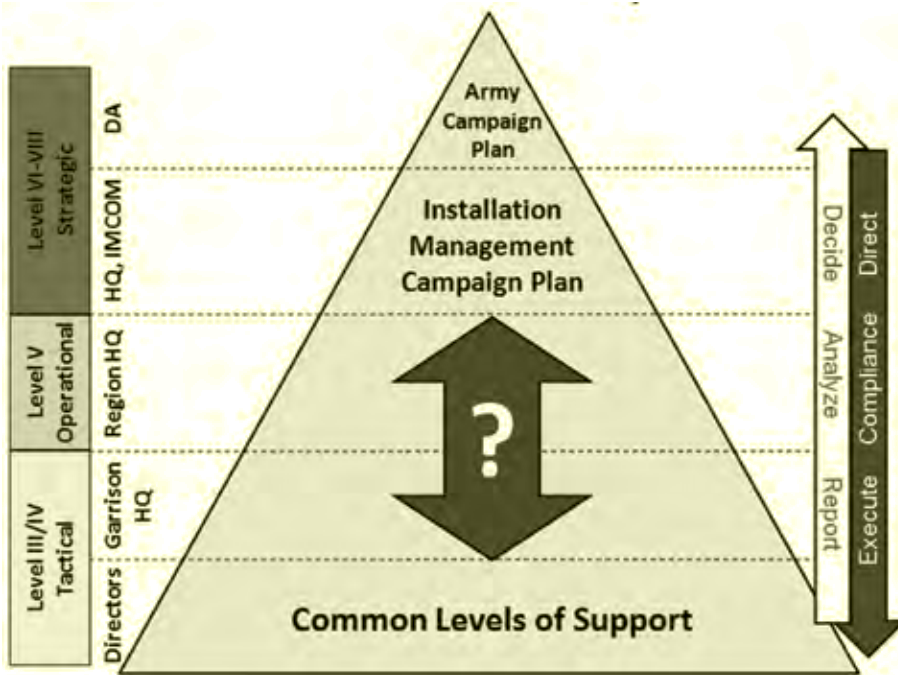 Army
Campaign
Plan
Installation
Management
Campaign Plan
?
Common Levels of Support
Level VI-VIII
Strategic
Level V
Operational
Level III/IV
Tactical
DA
HQ, IMCOM
Region HQ
Garrison
HQ
Directors
Decide
Analyze
Report
Direct
Compliance
Execute